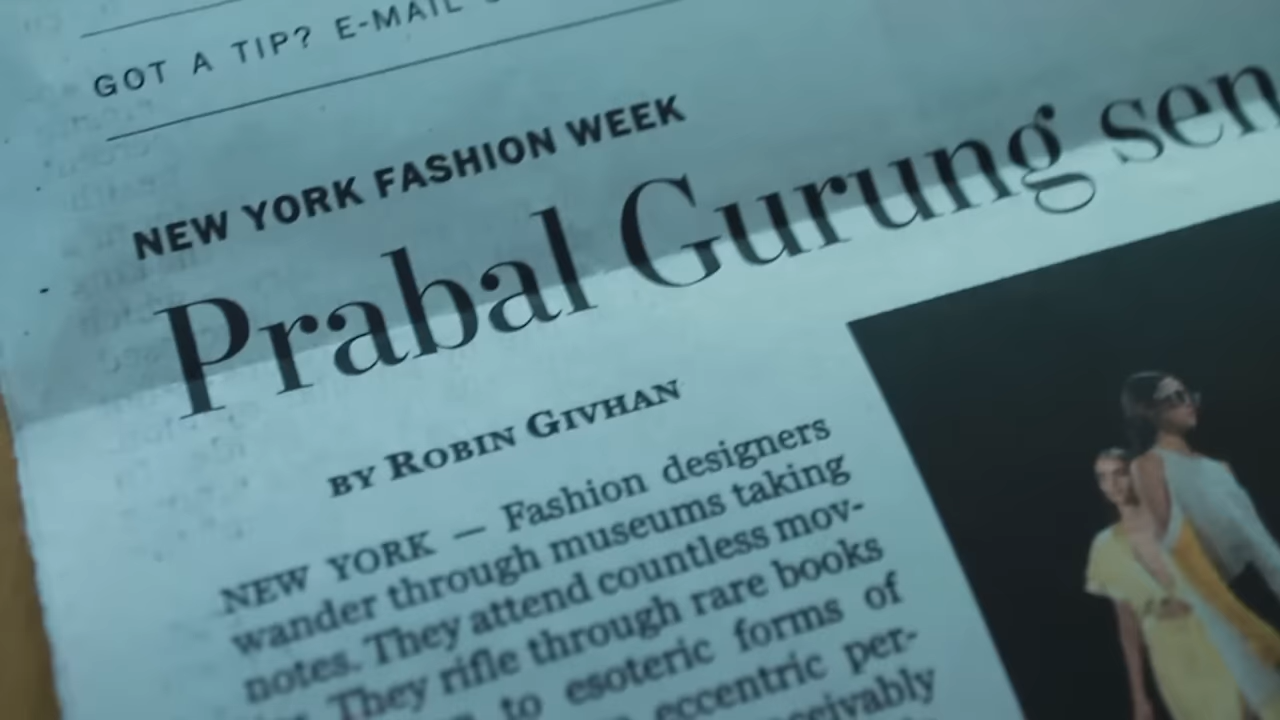 GOT A TIP? E-MAIL
NEW YORK FASHION WEEK
Prabal Gurung sen
BY ROBIN GIVHAN
NEW YORK — Fashion designers
wander through museums taking
notes. They attend countless mov-
They rifle through rare books
to esoteric forms of
eccentric per-